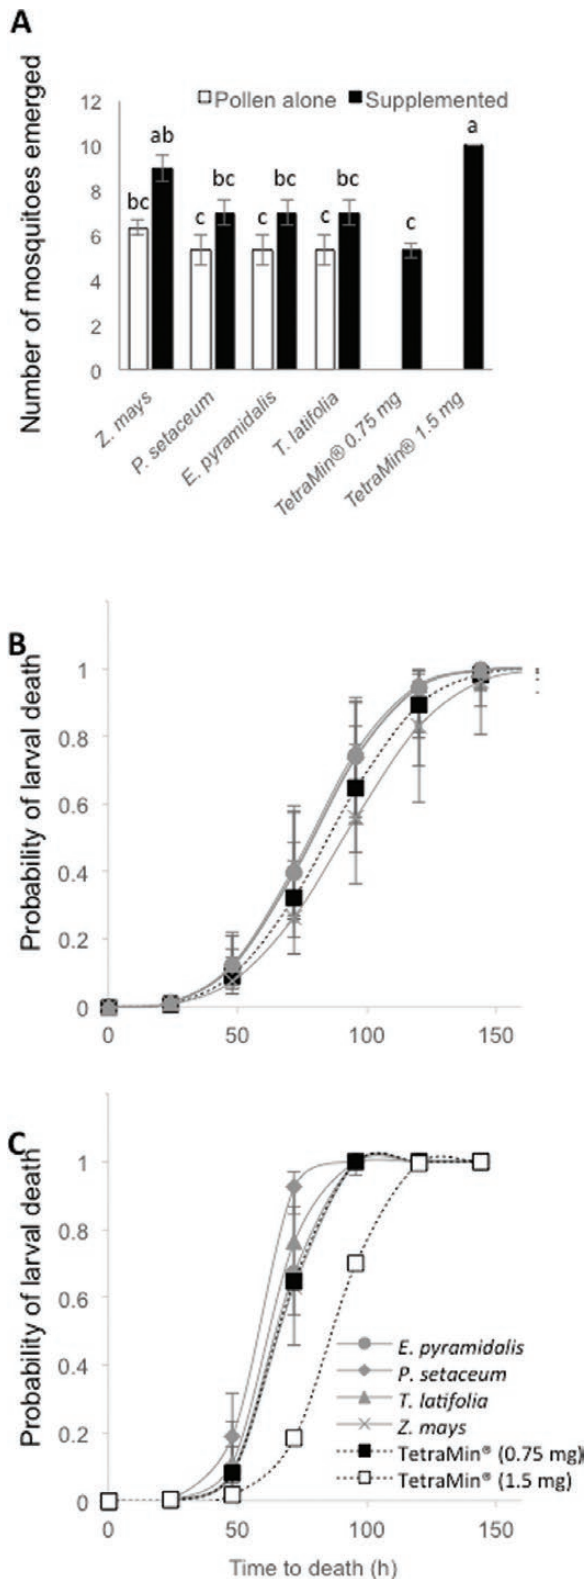 A
Number of mosquitoes emerged
Pollen alone
Supplemented
12
10
8
6
4
2
0
bc
ab
c
bc
c
bc
c
bc
c
a
Z. mays
P. setaceum
E. pyramidalis
T. latifolia
TetraMin® 0.75 mg
TetraMin® 1.5 mg
B
Probability of larval death
1
0.8
0.6
0.4
0.2
0
0
50
100
150
C
Probability of larval death
1
0.8
0.6
0.4
0.2
0
E. pyramidalis
P. setaceum
T. latifolia
Z. mays
TetraMin® (0.75 mg)
TetraMin® (1.5 mg)
0
50
100
150
Time to death (h)